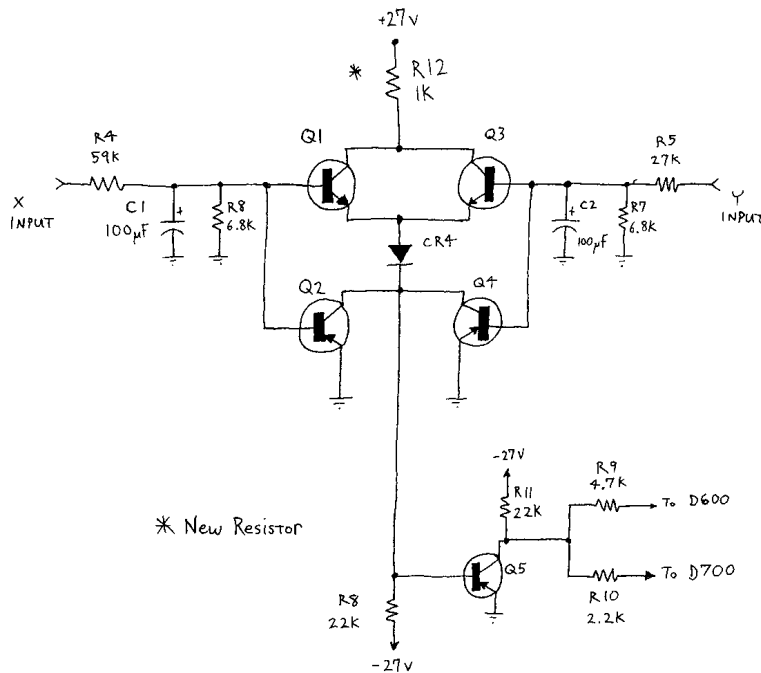 +27V
*
R12
1K
Q1
Q3
R4
59K
R5
27K
X
INPUT
C1
+
100µF
R8
6.8K
C2
+
100µF
R7
6.8K
Y
INPUT
CR4
Q2
Q4
-27V
R11
22K
R9
4.7K
To D600
* New Resistor
Q5
To D700
R10
2.2K
R8
22K
-27V